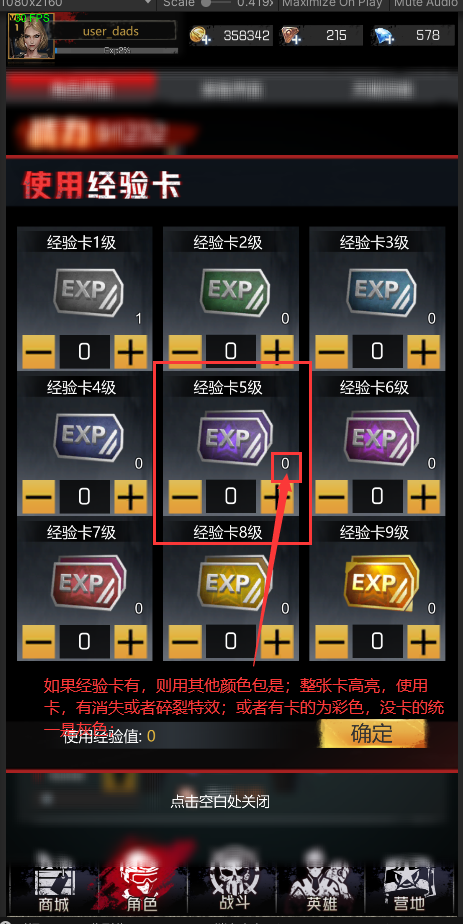 1080x2160 Scale 0.419 Maximize On Play Mute Audio
1 user_dads 358342 215 578
Exp2%
使用经验卡
经验卡1级 经验卡2级 经验卡3级
EXP EXP EXP
1 0 0
0 0 0
经验卡4级 经验卡5级 经验卡6级
EXP EXP EXP
0 0 0
0 0 0
经验卡7级 经验卡8级 经验卡9级
EXP EXP EXP
0 0 0
0 0 0
如果经验卡有，则用其他颜色包是；整张卡高亮，使用
卡，有消失或者碎裂特效；或者有卡的为彩色，没卡的统
一是灰色；
使用经验值: 0 确定
点击空白处关闭
商城 角色 战斗 英雄 营地